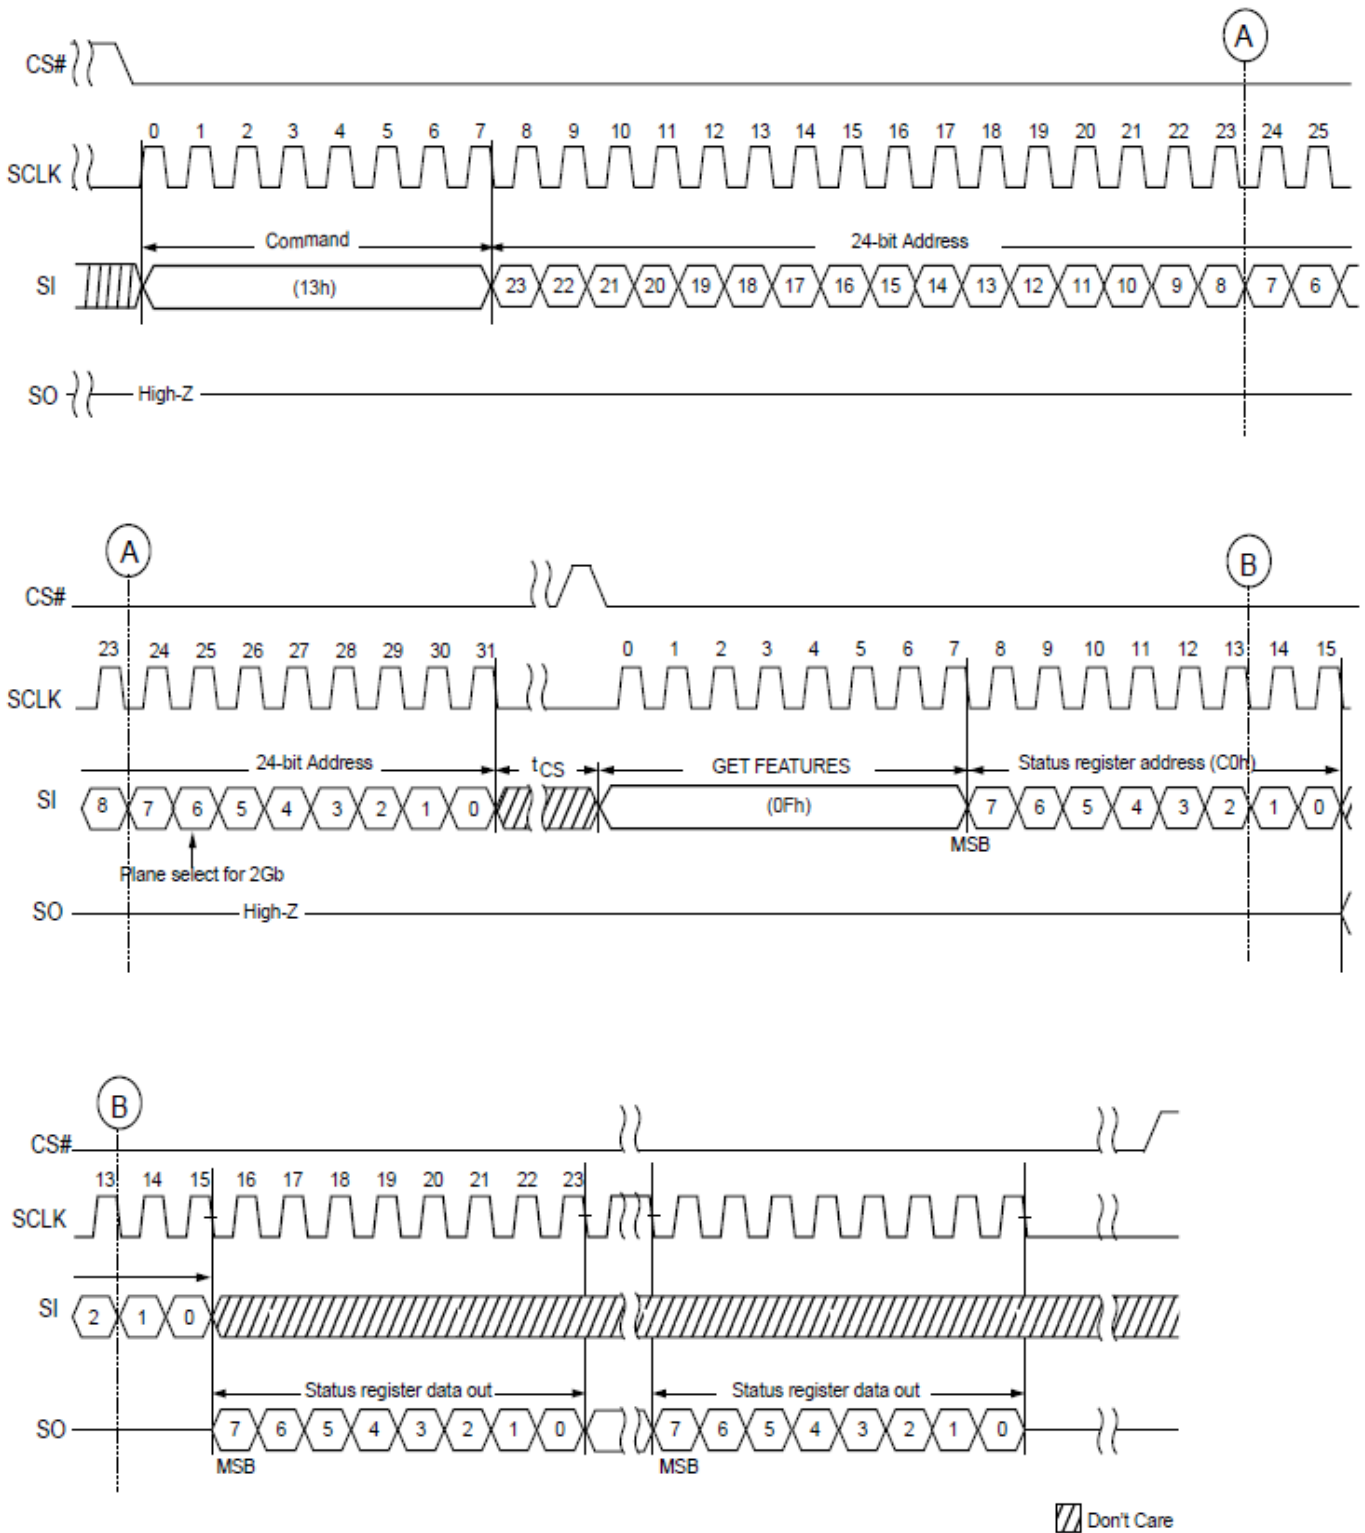 A
CS#
0 1 2 3 4 5 6 7 8 9 10 11 12 13 14 15 16 17 18 19 20 21 22 23 24 25
SCLK
Command 24-bit Address
SI (13h) 23 22 21 20 19 18 17 16 15 14 13 12 11 10 9 8 7 6
SO High-Z
A B
CS#
23 24 25 26 27 28 29 30 31 0 1 2 3 4 5 6 7 8 9 10 11 12 13 14 15
SCLK
24-bit Address tCS GET FEATURES Status register address (C0h)
SI 8 7 6 5 4 3 2 1 0 (0Fh) 7 6 5 4 3 2 1 0
MSB
Plane select for 2Gb
SO High-Z
B
CS#
13 14 15 16 17 18 19 20 21 22 23
SCLK
SI 2 1 0
Status register data out Status register data out
SO 7 6 5 4 3 2 1 0 7 6 5 4 3 2 1 0
MSB MSB
Don't Care